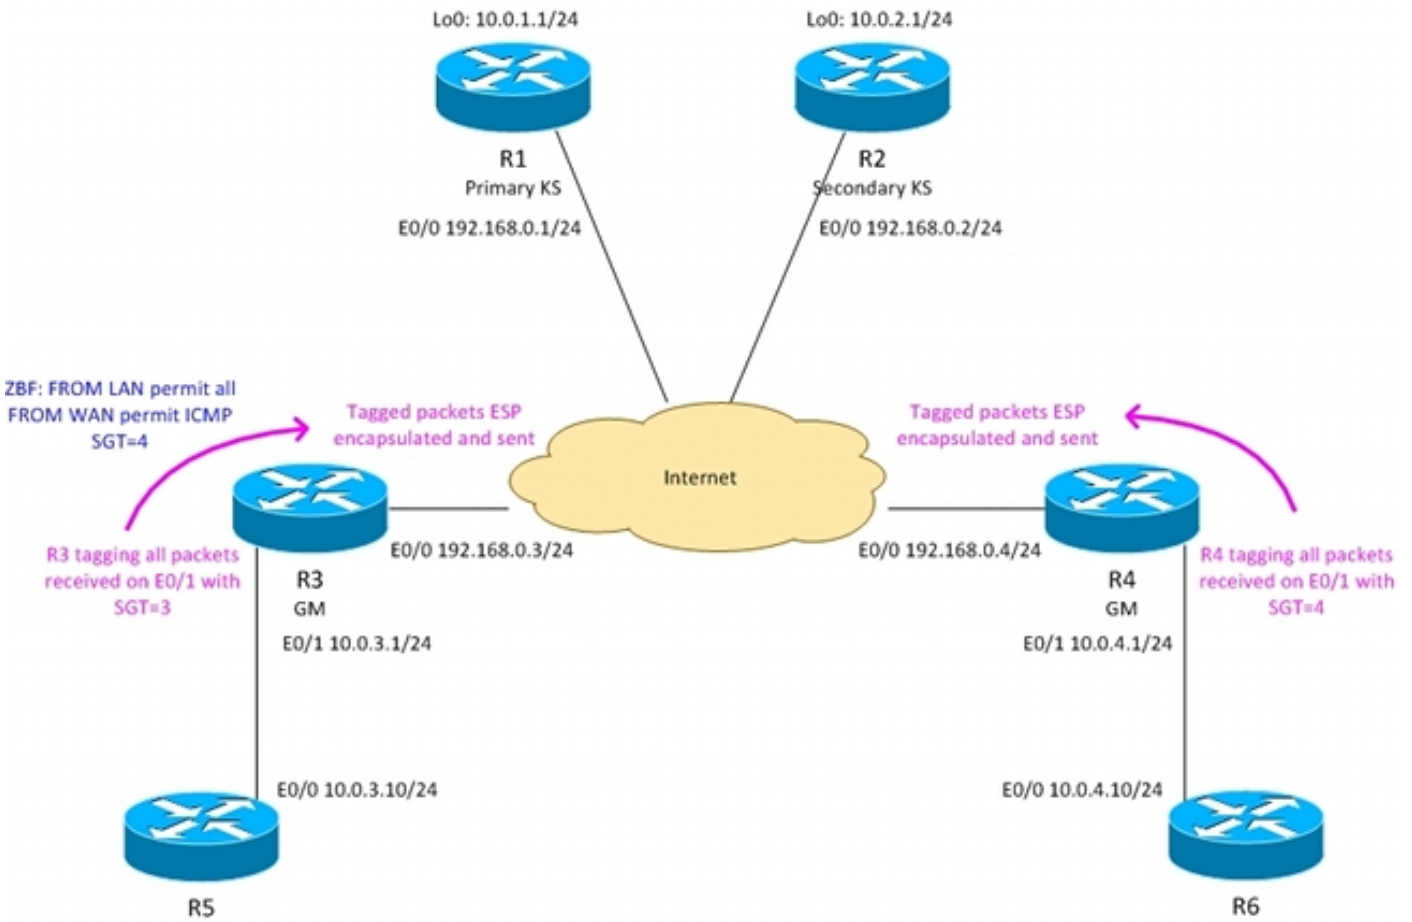 Lo0: 10.0.1.1/24
Lo0: 10.0.2.1/24
R1
Primary KS
E0/0 192.168.0.1/24
R2
Secondary KS
E0/0 192.168.0.2/24
ZBF: FROM LAN permit all
FROM WAN permit ICMP
SGT=4
Tagged packets ESP
encapsulated and sent
Tagged packets ESP
encapsulated and sent
Internet
R3 tagging all packets
received on E0/1 with
SGT=3
E0/0 192.168.0.3/24
R3
GM
E0/1 10.0.3.1/24
E0/0 192.168.0.4/24
R4
GM
E0/1 10.0.4.1/24
R4 tagging all packets
received on E0/1 with
SGT=4
E0/0 10.0.3.10/24
R5
E0/0 10.0.4.10/24
R6